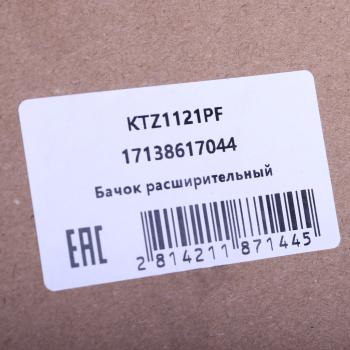 KTZ1121PF
17138617044
Бачок расширительный
EAC
2 814211 871445